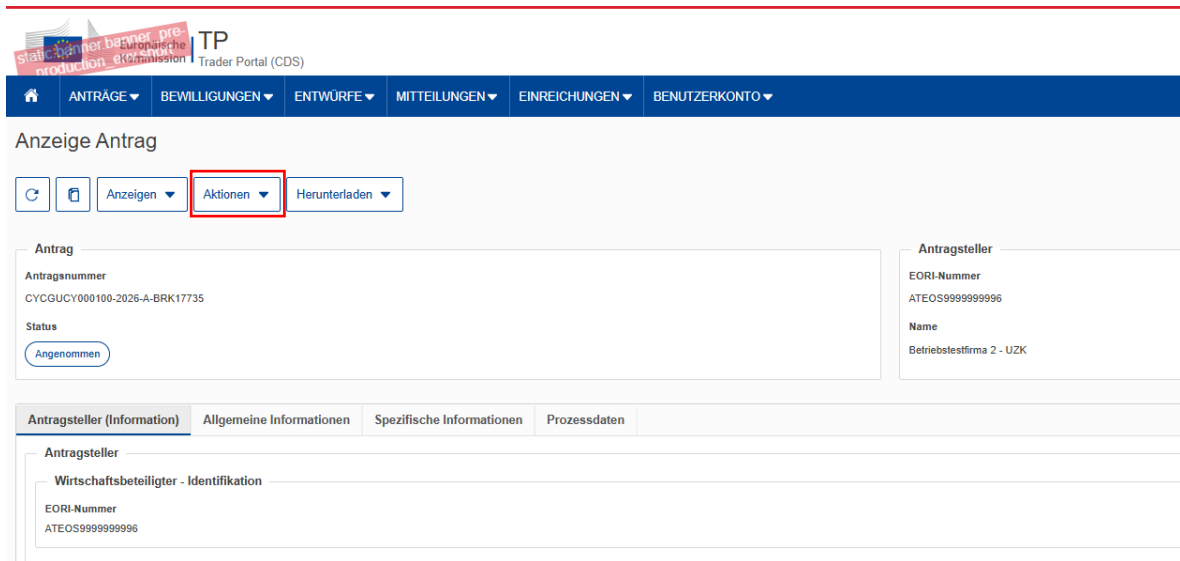 static.banner.banner_pre-
production_env.short
Europäische
Kommission
TP
Trader Portal (CDS)
ANTRÄGE BEWILLIGUNGEN ENTWÜRFE MITTEILUNGEN EINREICHUNGEN BENUTZERKONTO
Anzeige Antrag
Anzeigen Aktionen Herunterladen
Antrag
Antragsnummer
CYCGUCY000100-2026-A-BRK17735
Status
Angenommen
Antragsteller
EORI-Nummer
ATEOS9999999996
Name
Betriebstestfirma 2 - UZK
Antragsteller (Information) Allgemeine Informationen Spezifische Informationen Prozessdaten
Antragsteller
Wirtschaftsbeteiligter - Identifikation
EORI-Nummer
ATEOS9999999996